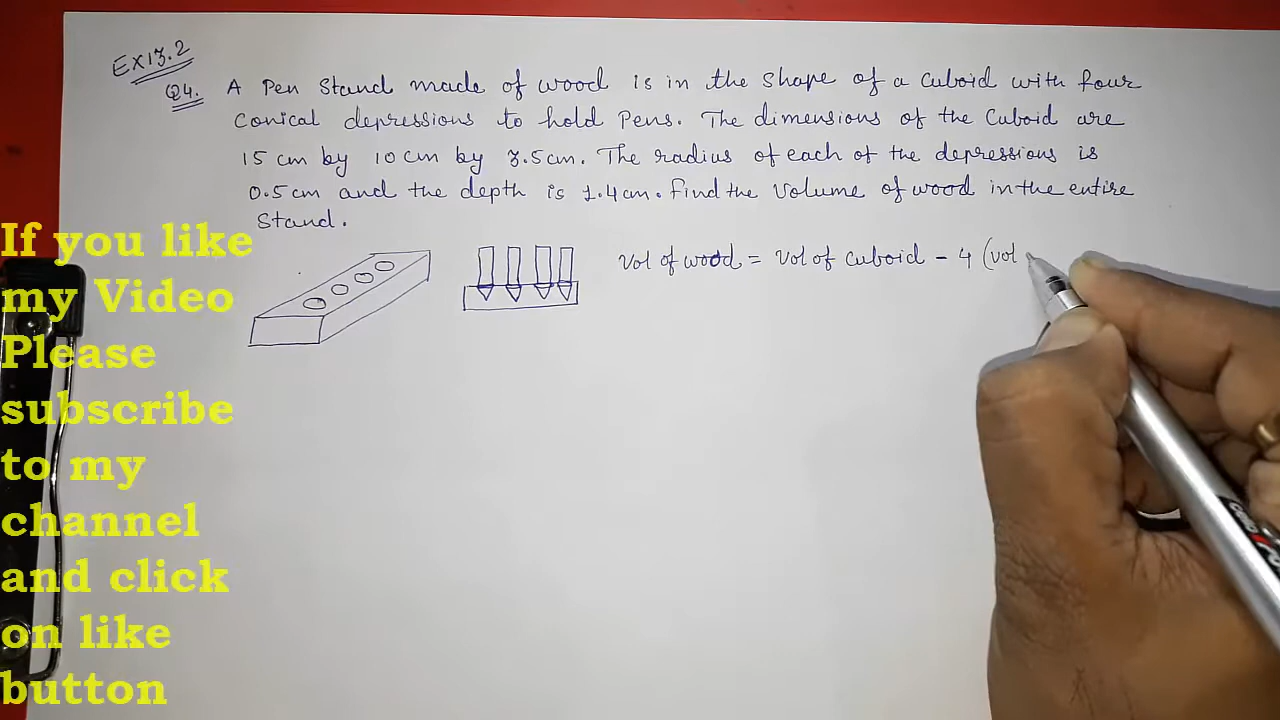 Ex 13.2
Q4. A Pen Stand made of wood is in the shape of a Cuboid with four
Conical depressions to hold Pens. The dimensions of the Cuboid are
15 cm by 10 cm by 3.5 cm. The radius of each of the depressions is
0.5 cm and the depth is 1.4 cm. Find the Volume of wood in the entire
Stand.
Vol of wood = Vol of Cuboid - 4 (Vol
If you like
my Video
Please
subscribe
to my
channel
and click
on like
button
cello